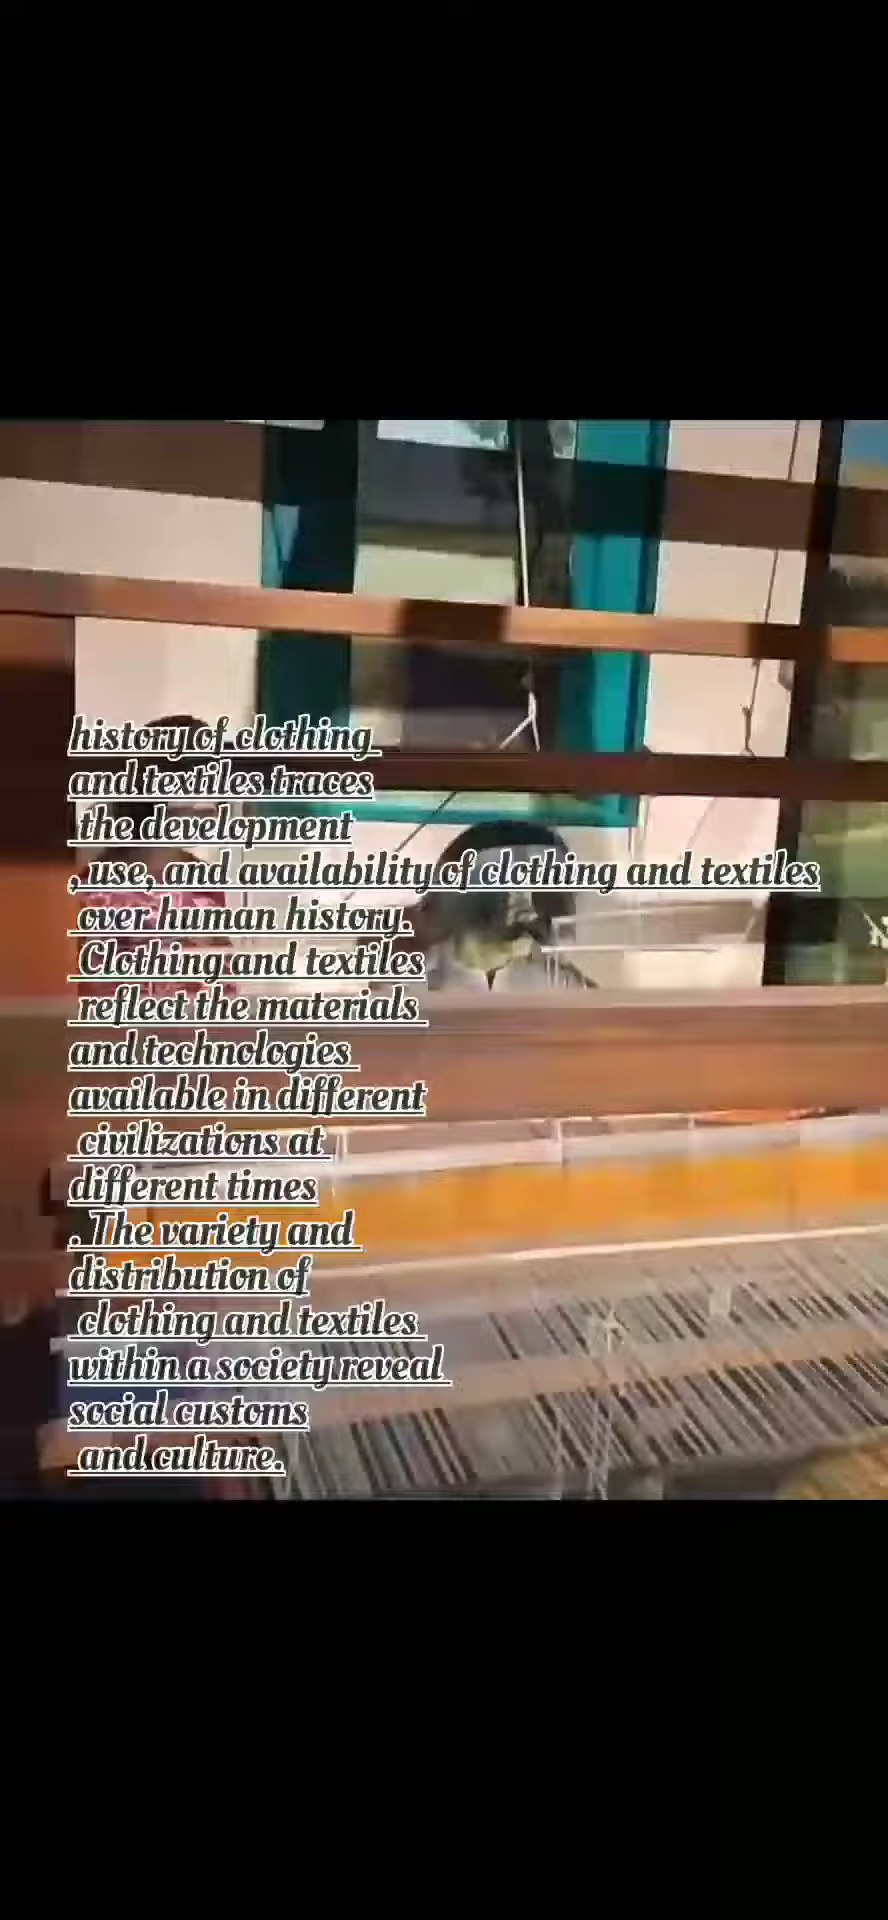 history of clothing
and textiles traces
the development
, use, and availability of clothing and textiles
over human history.
Clothing and textiles
reflect the materials
and technologies
available in different
civilizations at
different times
. The variety and
distribution of
clothing and textiles
within a society reveal
social customs
and culture.